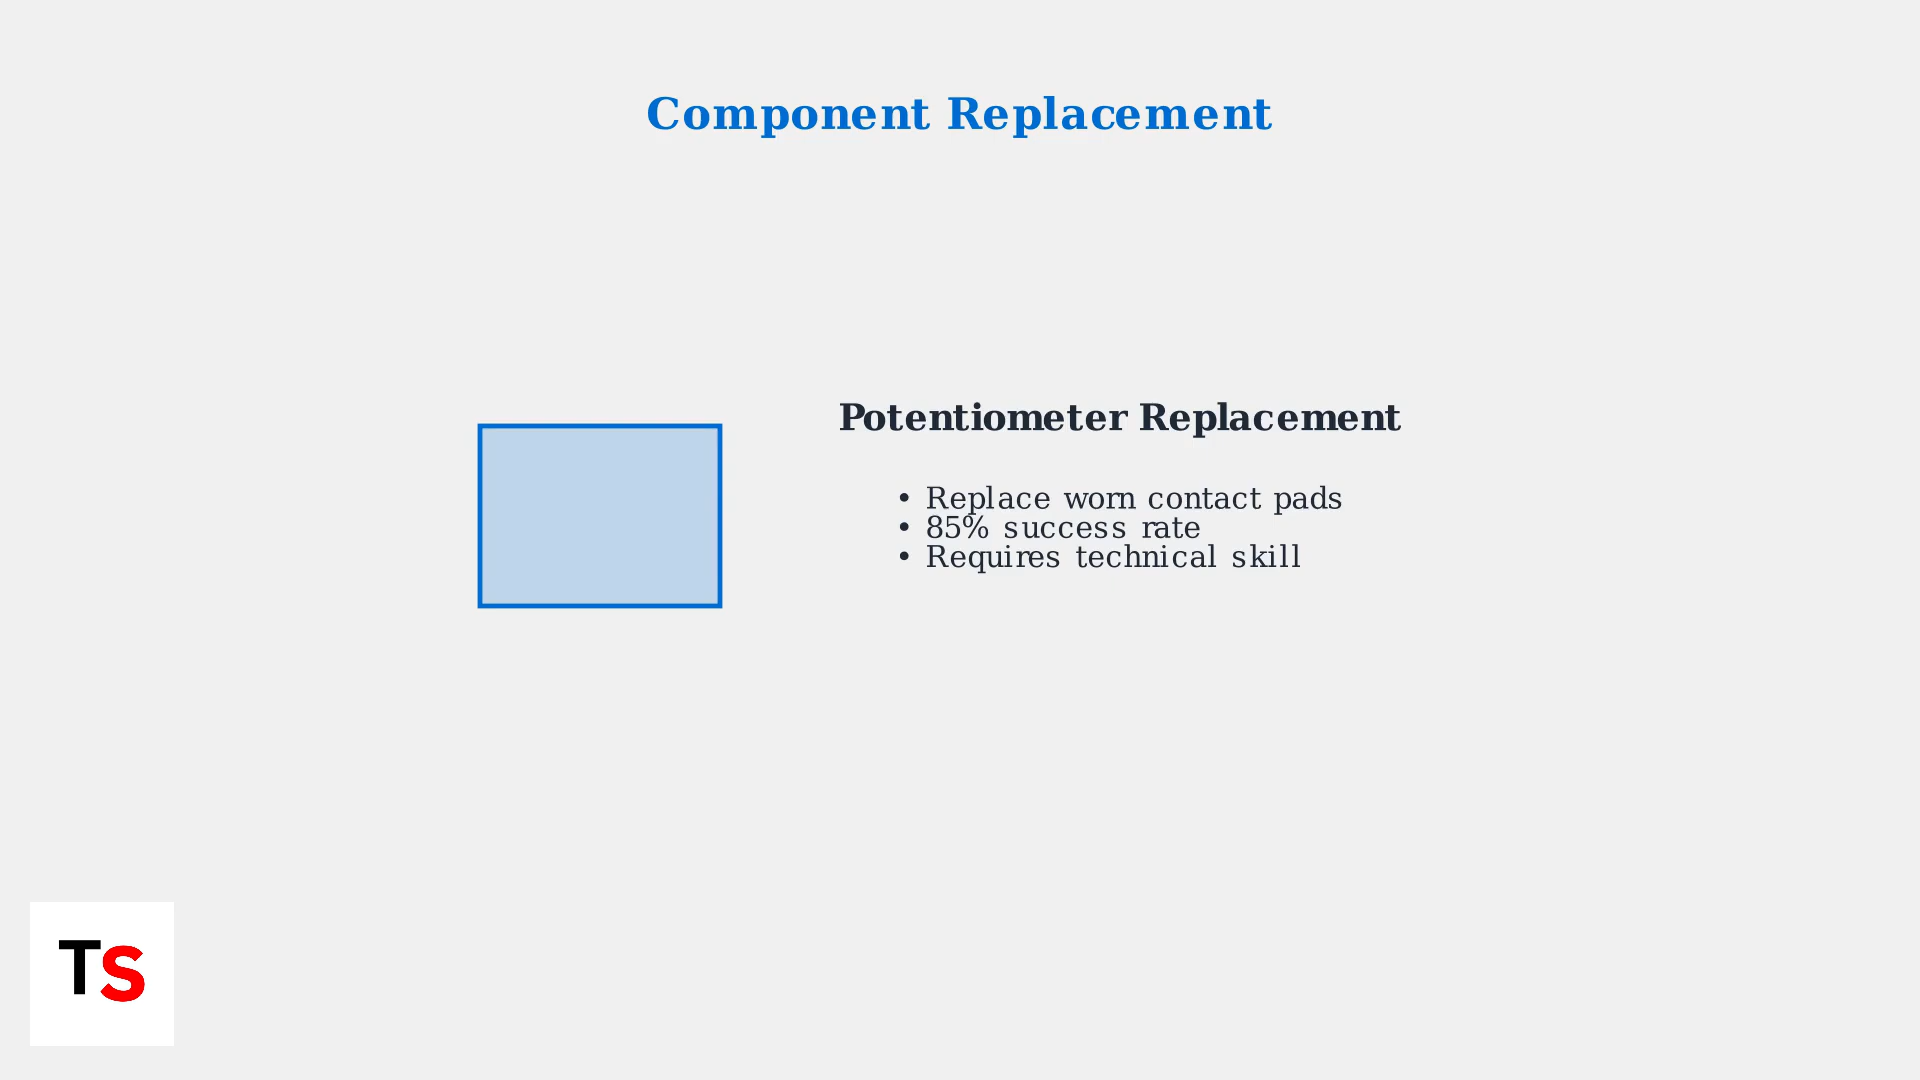 Component Replacement
Potentiometer Replacement
• Replace worn contact pads
• 85% success rate
• Requires technical skill
TS